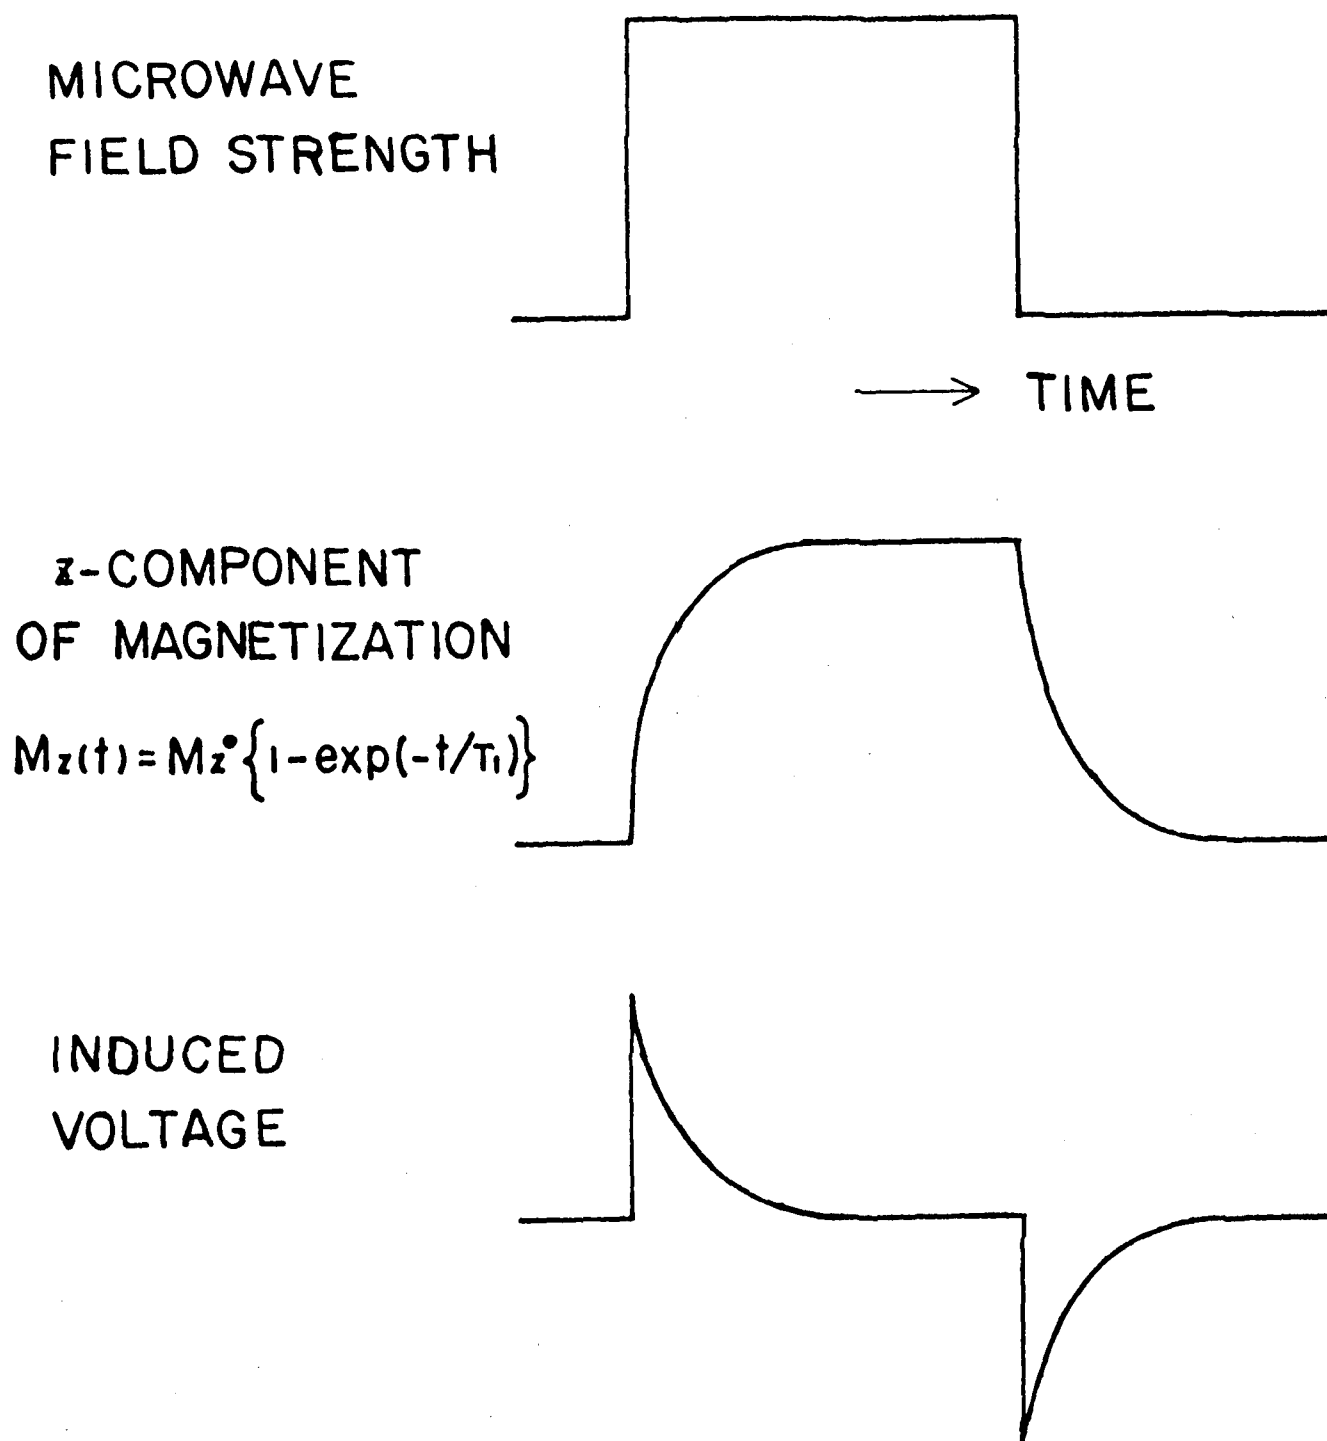 MICROWAVE
FIELD STRENGTH
TIME
z-COMPONENT
OF MAGNETIZATION
Mz(t) = Mz° {1-exp(-t/T₁)}
INDUCED
VOLTAGE